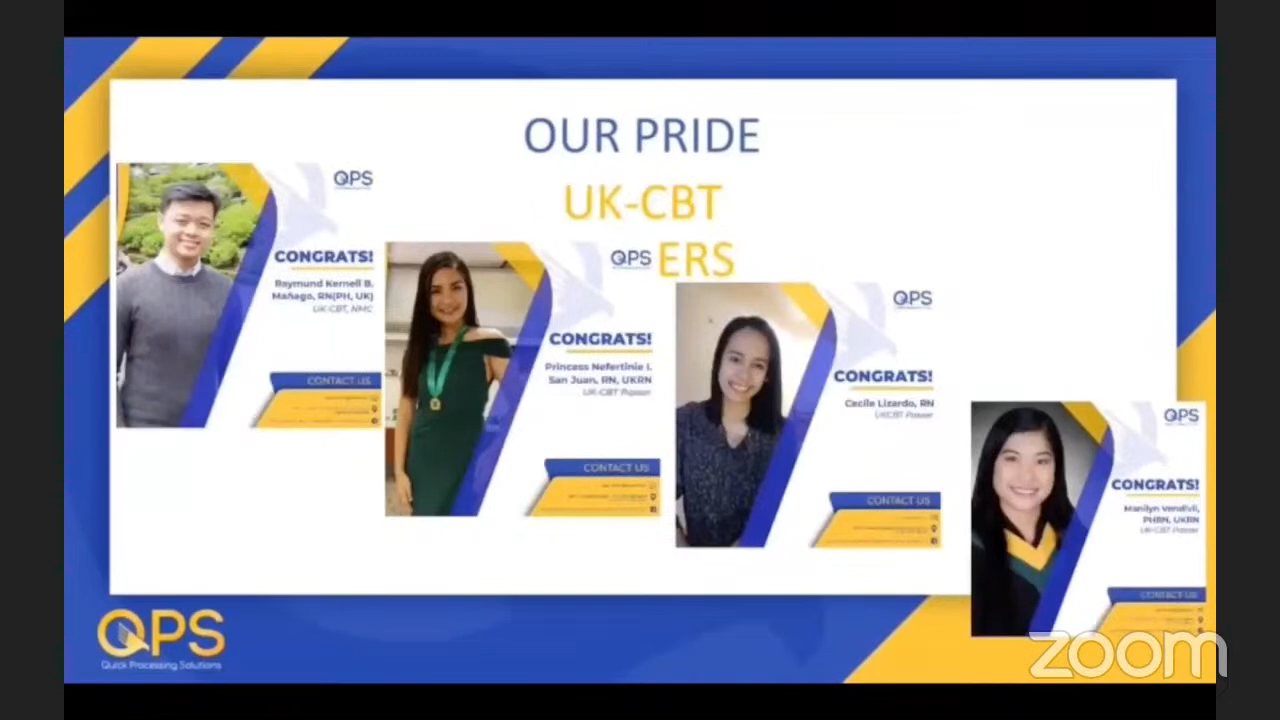 OUR PRIDE
UK-CBT
ERS
QPS
CONGRATS!
Raymund Kernell B.
Mañago, RN(PH, UK)
UK-CBT, NMC
CONTACT US
QPS
CONGRATS!
Princess Nefertinie I.
San Juan, RN, UKRN
UK-CBT Passer
CONTACT US
QPS
CONGRATS!
Cecile Lizardo, RN
UKCBT Passer
CONTACT US
QPS
CONGRATS!
PHRN, UKRN
UK-CBT Passer
CONTACT US
QPS
Quick Processing Solutions
zoom